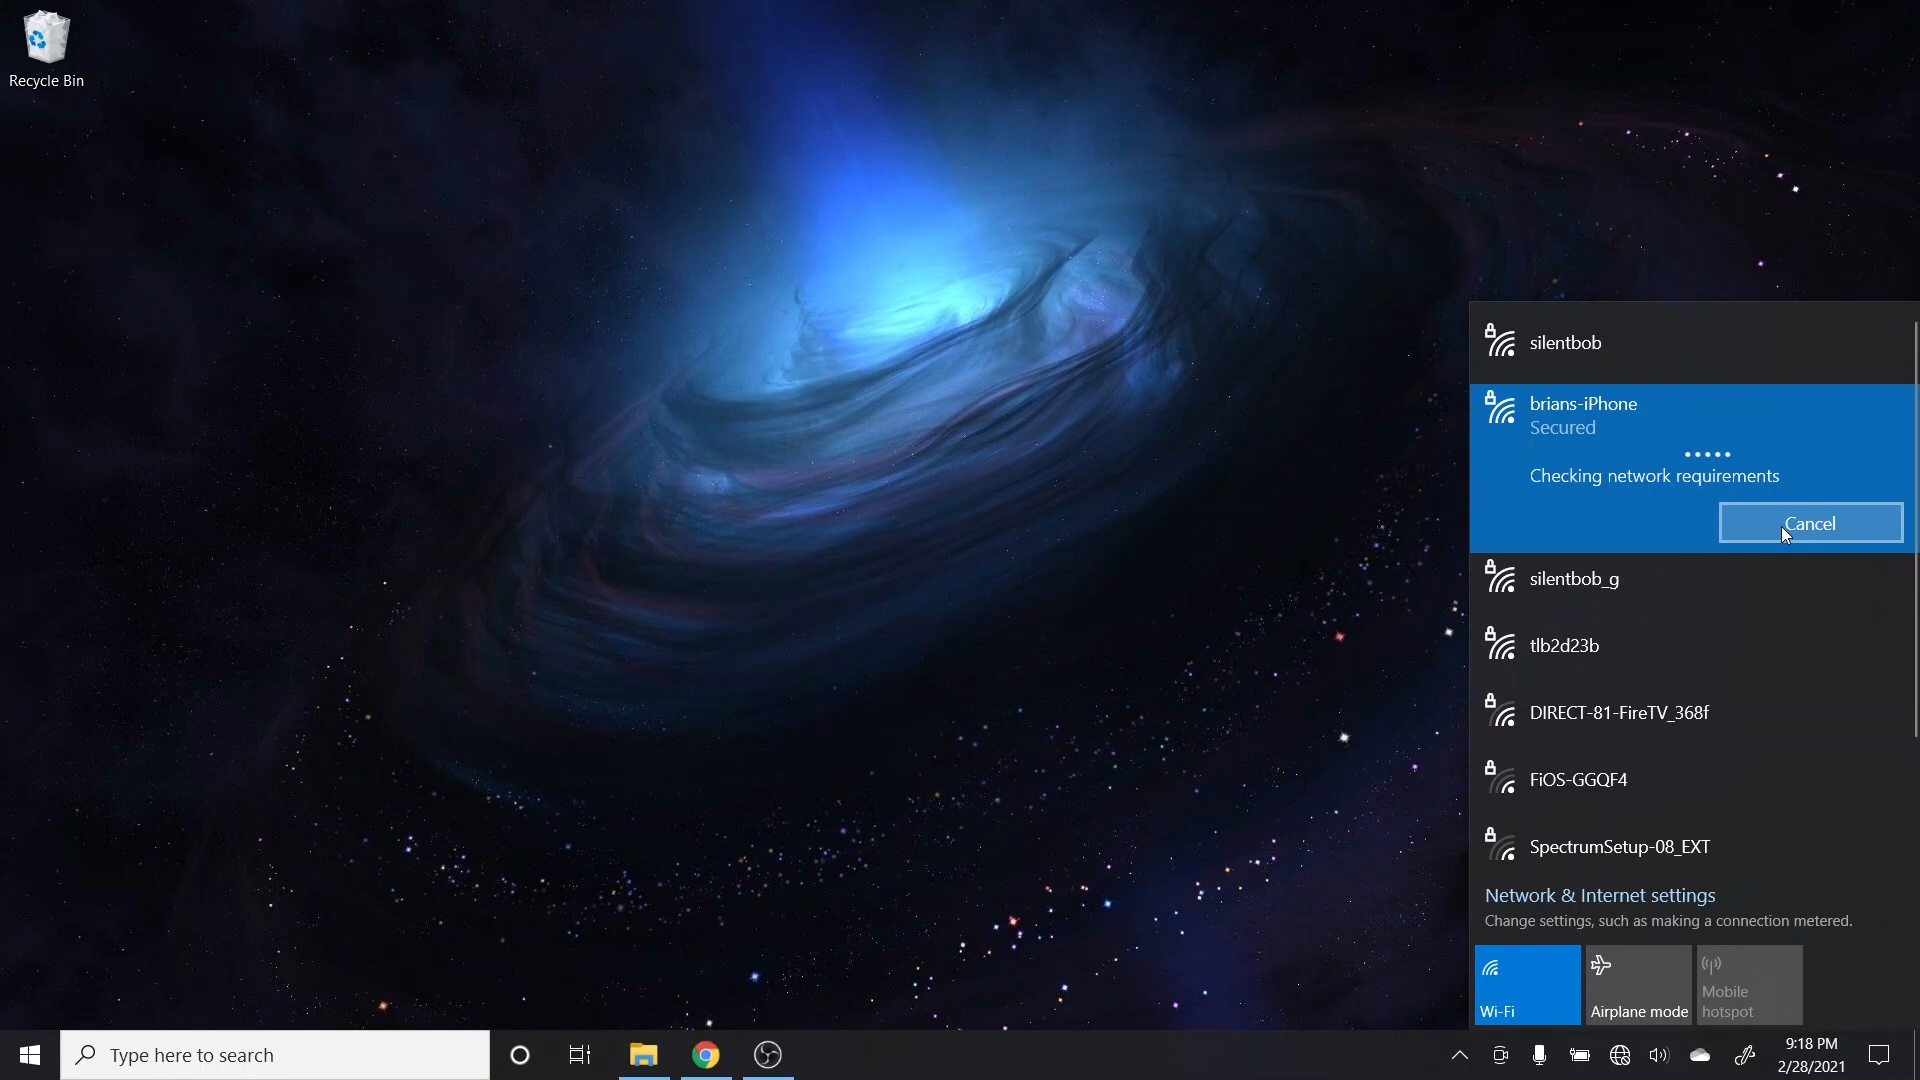 Recycle Bin
silentbob
brians-iPhone
Secured
Checking network requirements
Cancel
silentbob_g
tlb2d23b
DIRECT-81-FireTV_368f
FiOS-GGQF4
SpectrumSetup-08_EXT
Network & Internet settings
Change settings, such as making a connection metered.
Wi-Fi
Airplane mode
Mobile
hotspot
Type here to search
9:18 PM
2/28/2021